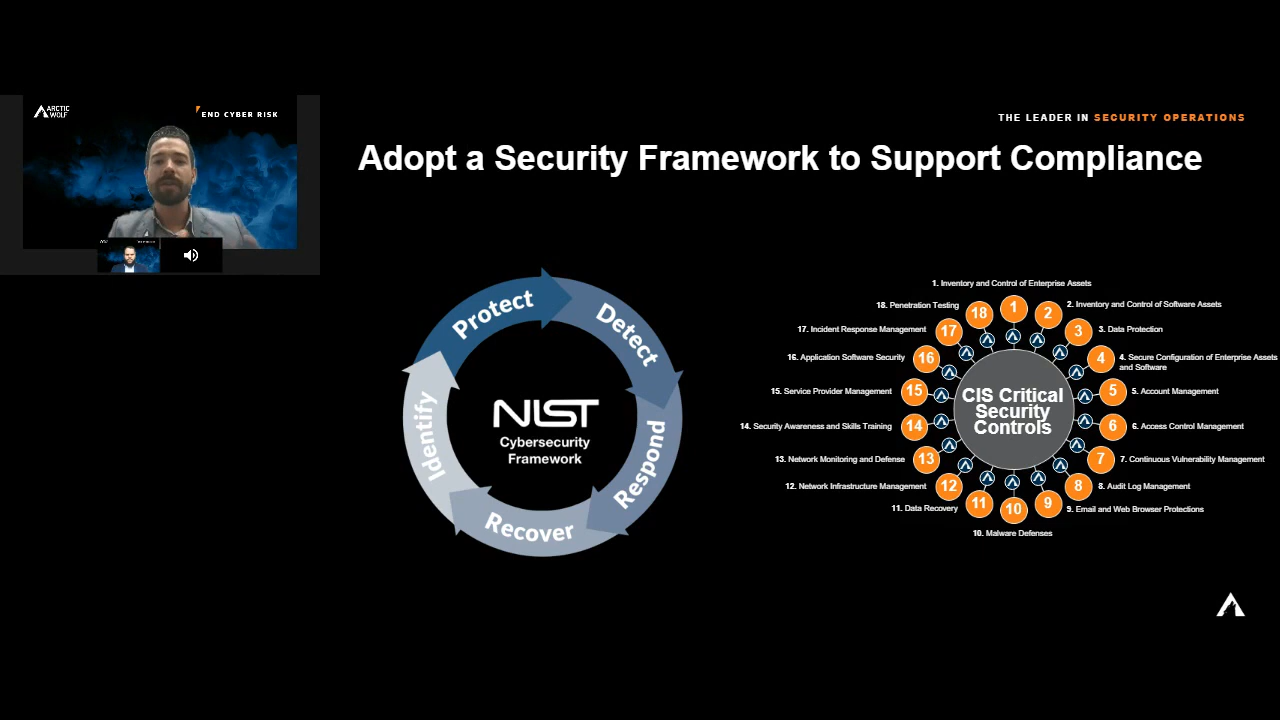 ARCTIC
WOLF
END CYBER RISK
THE LEADER IN SECURITY OPERATIONS
Adopt a Security Framework to Support Compliance
Protect
Detect
Respond
Recover
Identify
NIST
Cybersecurity
Framework
CIS Critical
Security
Controls
1
2
3
4
5
6
7
8
9
10
11
12
13
14
15
16
17
18
1. Inventory and Control of Enterprise Assets
2. Inventory and Control of Software Assets
3. Data Protection
4. Secure Configuration of Enterprise Assets
and Software
5. Account Management
6. Access Control Management
7. Continuous Vulnerability Management
8. Audit Log Management
9. Email and Web Browser Protections
10. Malware Defenses
11. Data Recovery
12. Network Infrastructure Management
13. Network Monitoring and Defense
14. Security Awareness and Skills Training
15. Service Provider Management
16. Application Software Security
17. Incident Response Management
18. Penetration Testing